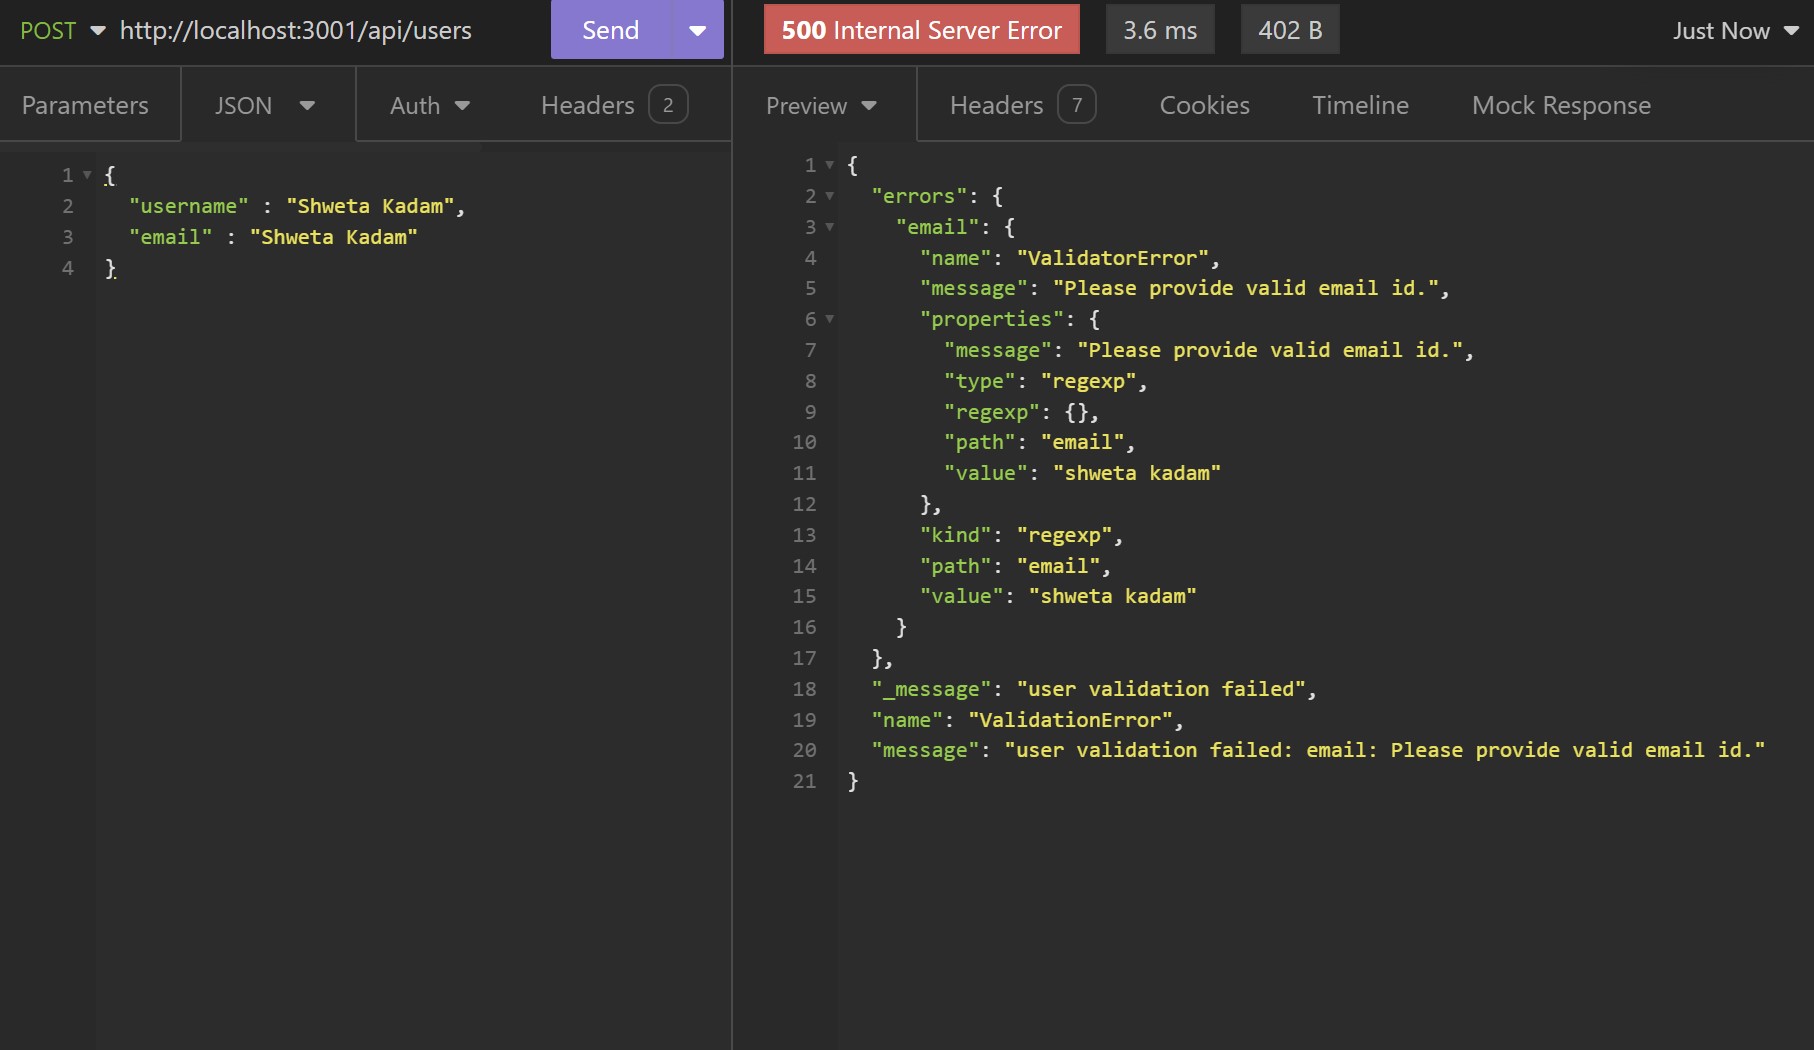 POST http://localhost:3001/api/users Send
500 Internal Server Error 3.6 ms 402 B Just Now
Parameters JSON Auth Headers 2
Preview Headers 7 Cookies Timeline Mock Response
1 {
2 "username" : "Shweta Kadam",
3 "email" : "Shweta Kadam"
4 }
1 {
2 "errors": {
3 "email": {
4 "name": "ValidatorError",
5 "message": "Please provide valid email id.",
6 "properties": {
7 "message": "Please provide valid email id.",
8 "type": "regexp",
9 "regexp": {},
10 "path": "email",
11 "value": "shweta kadam"
12 },
13 "kind": "regexp",
14 "path": "email",
15 "value": "shweta kadam"
16 }
17 },
18 "_message": "user validation failed",
19 "name": "ValidationError",
20 "message": "user validation failed: email: Please provide valid email id."
21 }